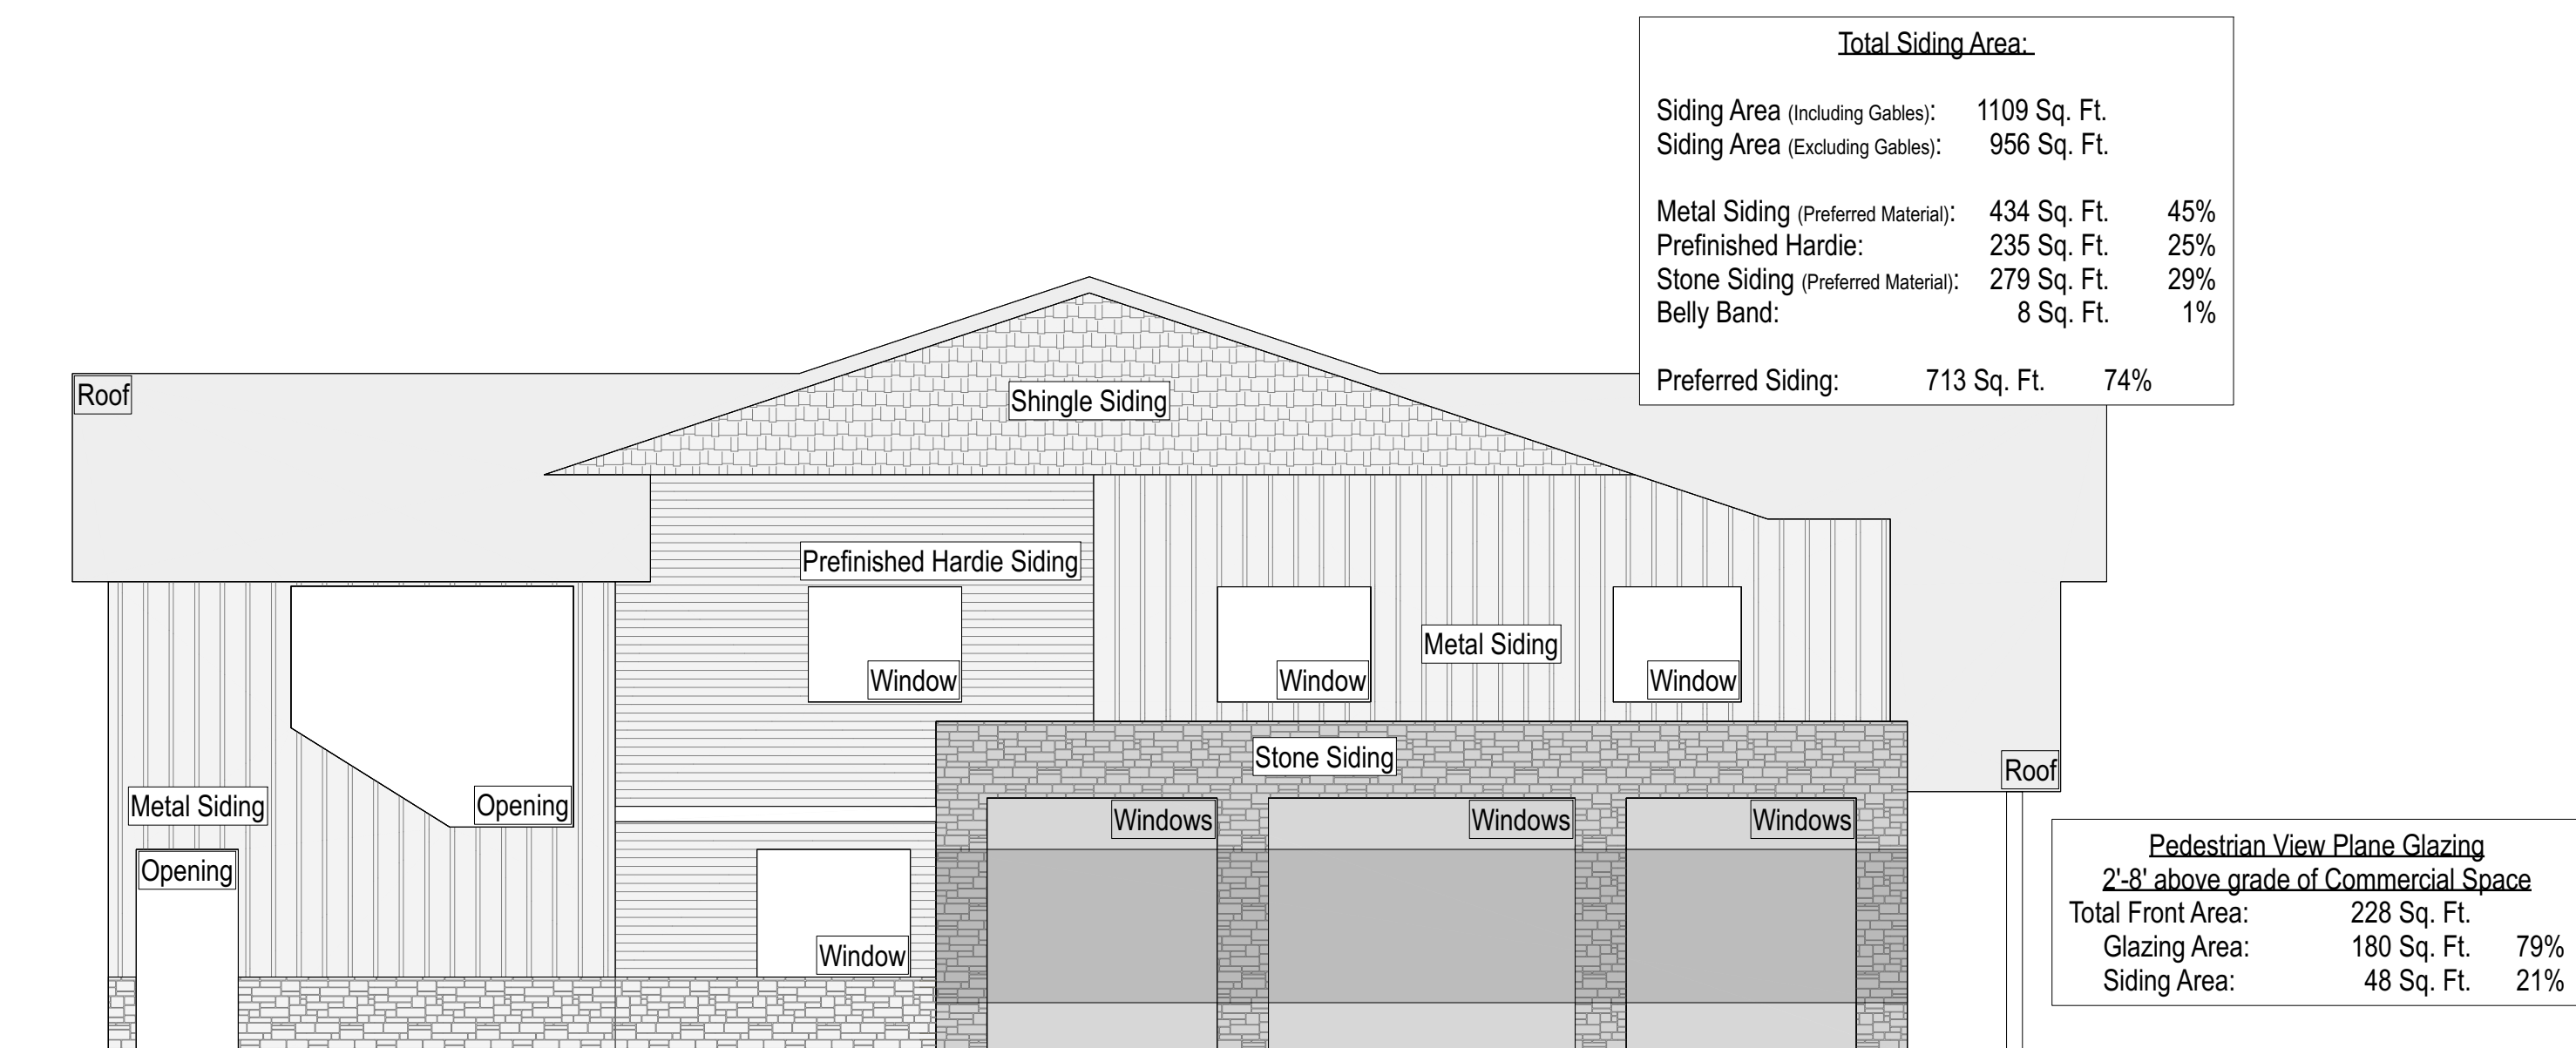 Total Siding Area:
Siding Area (Including Gables): 1109 Sq. Ft.
Siding Area (Excluding Gables): 956 Sq. Ft.
Metal Siding (Preferred Material): 434 Sq. Ft. 45%
Prefinished Hardie: 235 Sq. Ft. 25%
Stone Siding (Preferred Material): 279 Sq. Ft. 29%
Belly Band: 8 Sq. Ft. 1%
Preferred Siding: 713 Sq. Ft. 74%
Roof
Shingle Siding
Prefinished Hardie Siding
Metal Siding
Window
Window
Window
Stone Siding
Roof
Metal Siding
Opening
Windows
Windows
Windows
Opening
Window
Pedestrian View Plane Glazing
2'-8' above grade of Commercial Space
Total Front Area: 228 Sq. Ft.
Glazing Area: 180 Sq. Ft. 79%
Siding Area: 48 Sq. Ft. 21%